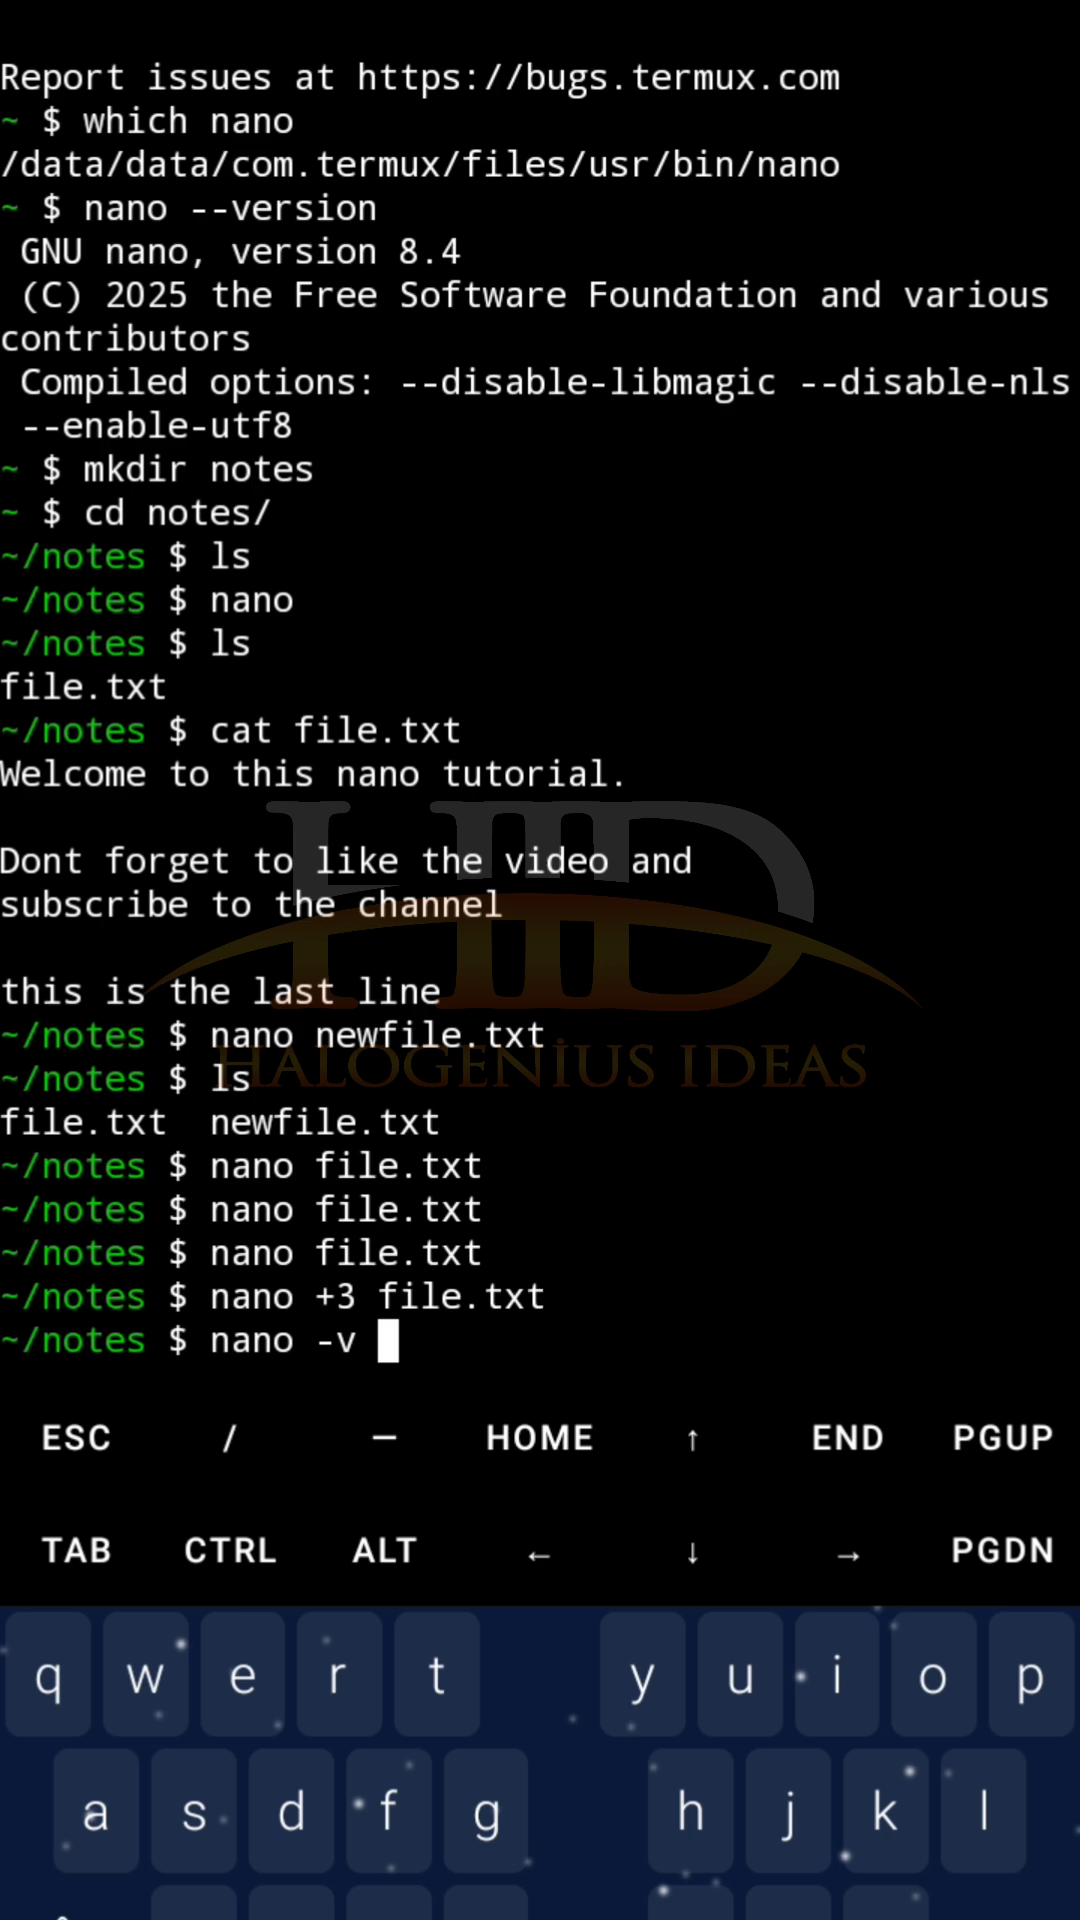 Report issues at https://bugs.termux.com
~ $ which nano
/data/data/com.termux/files/usr/bin/nano
~ $ nano --version
 GNU nano, version 8.4
 (C) 2025 the Free Software Foundation and various
contributors
 Compiled options: --disable-libmagic --disable-nls
 --enable-utf8
~ $ mkdir notes
~ $ cd notes/
~/notes $ ls
~/notes $ nano
~/notes $ ls
file.txt
~/notes $ cat file.txt
Welcome to this nano tutorial.
HID
Dont forget to like the video and
subscribe to the channel
this is the last line
~/notes $ nano newfile.txt
HALOGENİUS IDEAS
~/notes $ ls
file.txt  newfile.txt
~/notes $ nano file.txt
~/notes $ nano file.txt
~/notes $ nano file.txt
~/notes $ nano +3 file.txt
~/notes $ nano -v
ESC / — HOME ↑ END PGUP
TAB CTRL ALT ← ↓ → PGDN
q w e r t y u i o p
a s d f g h j k l